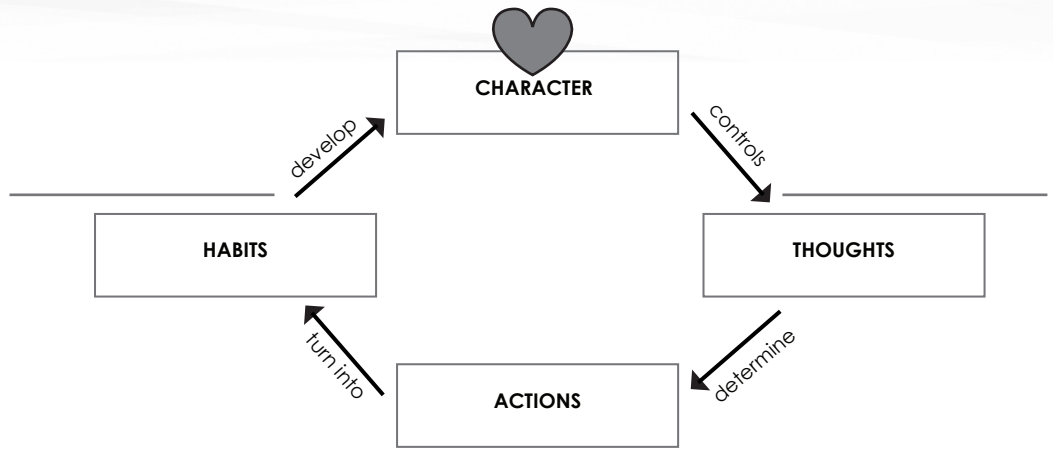 CHARACTER
develop
controls
HABITS
THOUGHTS
turn into
determine
ACTIONS